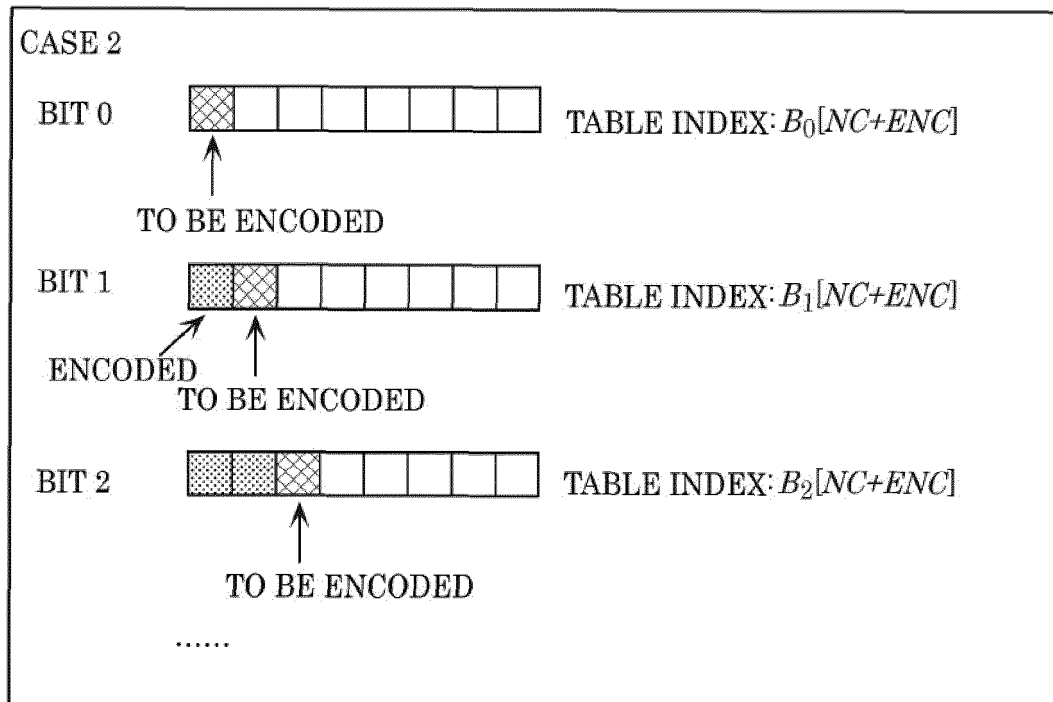 CASE 2
BIT 0 TABLE INDEX: B₀[NC+ENC]
TO BE ENCODED
BIT 1 TABLE INDEX: B₁[NC+ENC]
ENCODED
TO BE ENCODED
BIT 2 TABLE INDEX: B₂[NC+ENC]
TO BE ENCODED
......